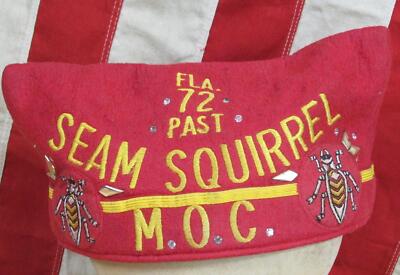 FLA.
72
PAST
SEAM SQUIRREL
M.O.C.